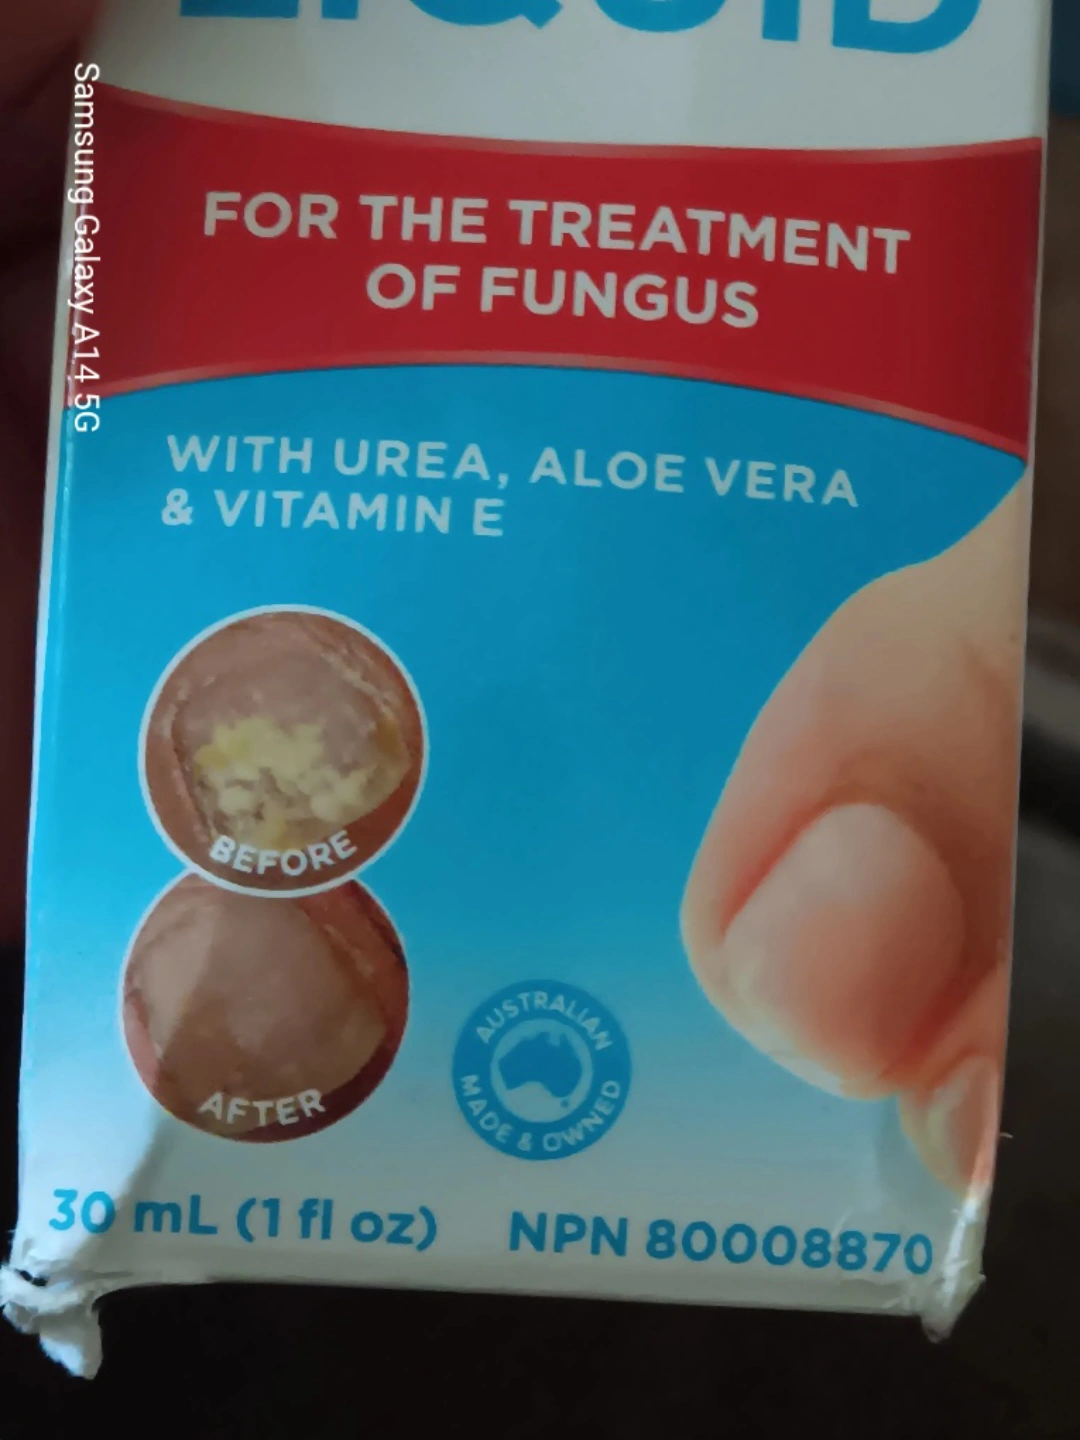 LIQUID
FOR THE TREATMENT
OF FUNGUS
WITH UREA, ALOE VERA
& VITAMIN E
BEFORE
AFTER
AUSTRALIAN
MADE & OWNED
30 mL (1 fl oz) NPN 80008870
Samsung Galaxy A14 5G